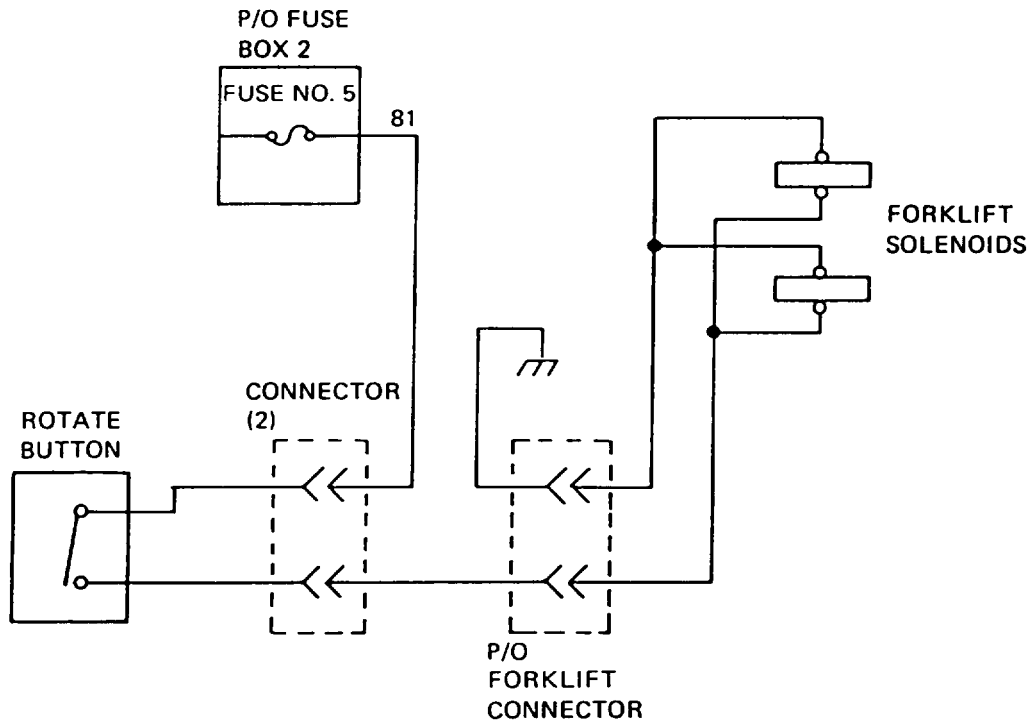 P/O FUSE
BOX 2
FUSE NO. 5
81
FORKLIFT
SOLENOIDS
CONNECTOR
(2)
ROTATE
BUTTON
P/O
FORKLIFT
CONNECTOR